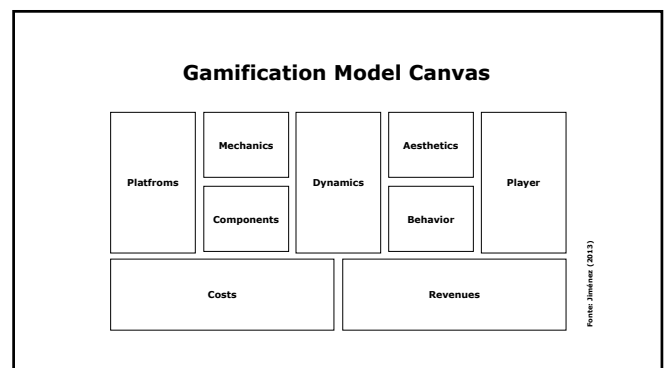 Gamification Model Canvas
Platfroms
Mechanics
Components
Dynamics
Aesthetics
Behavior
Player
Costs
Revenues
Fonte: Jiménez (2013)